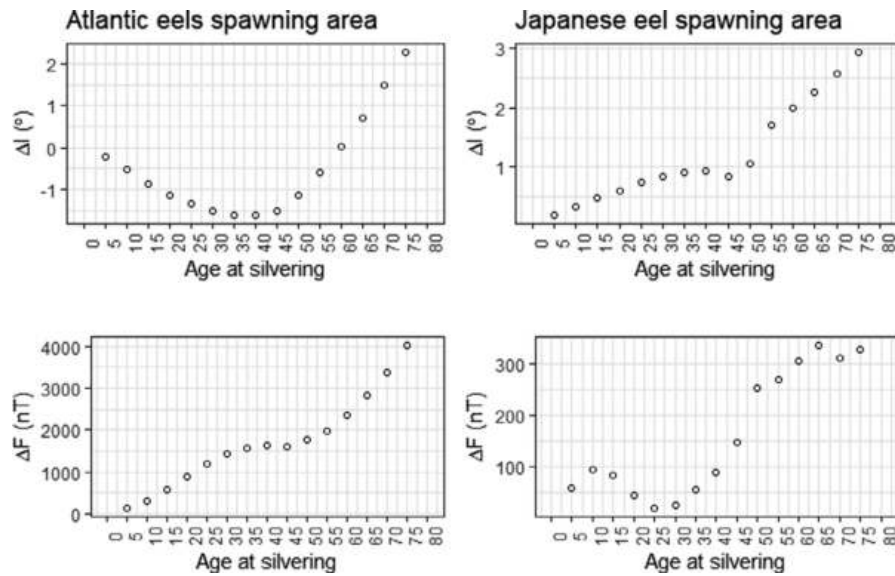 Atlantic eels spawning area
Japanese eel spawning area
ΔI (°)
2
1
0
-1
0 5 10 15 20 25 30 35 40 45 50 55 60 65 70 75 80
Age at silvering
ΔI (°)
3
2
1
0 5 10 15 20 25 30 35 40 45 50 55 60 65 70 75 80
Age at silvering
ΔF (nT)
4000
3000
2000
1000
0
0 5 10 15 20 25 30 35 40 45 50 55 60 65 70 75 80
Age at silvering
ΔF (nT)
300
200
100
0 5 10 15 20 25 30 35 40 45 50 55 60 65 70 75 80
Age at silvering